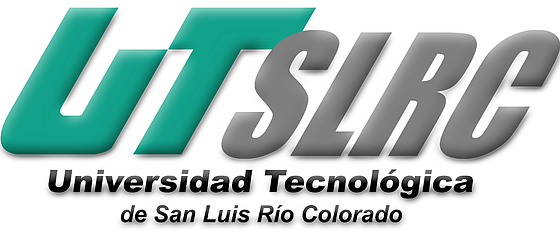 UTSLRC
Universidad Tecnológica
de San Luis Río Colorado